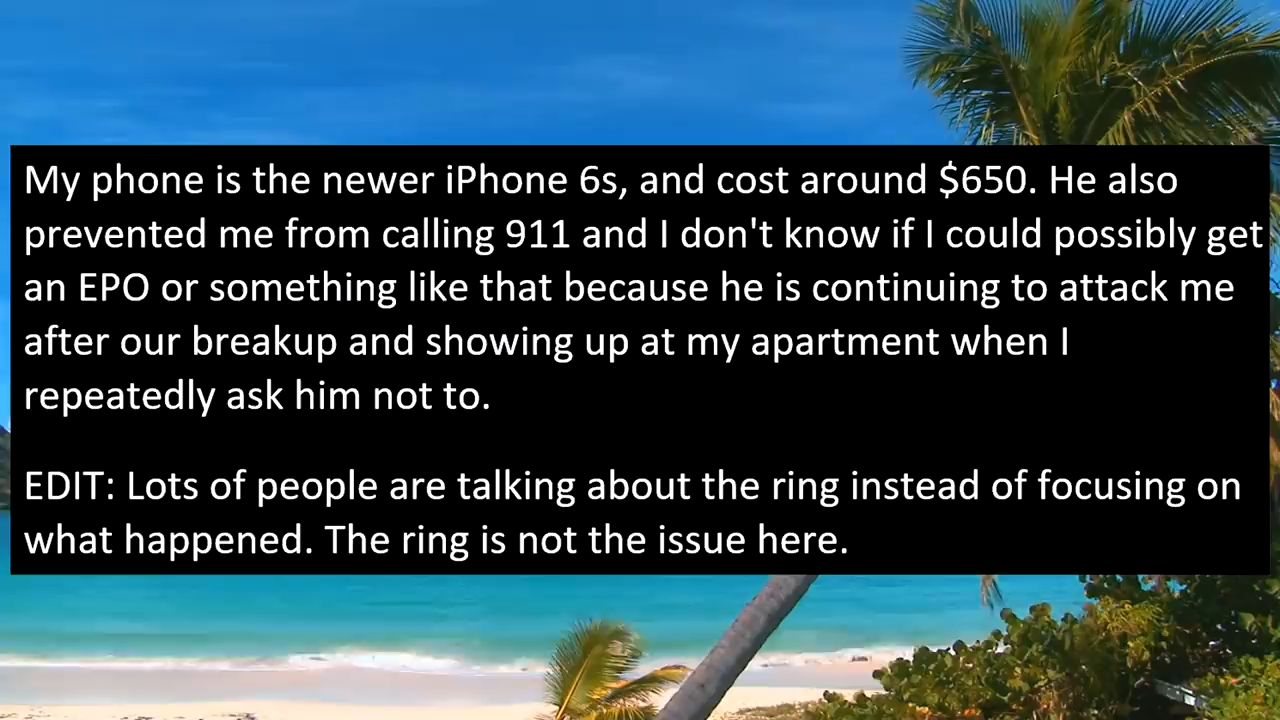 My phone is the newer iPhone 6s, and cost around $650. He also
prevented me from calling 911 and I don't know if I could possibly get
an EPO or something like that because he is continuing to attack me
after our breakup and showing up at my apartment when I
repeatedly ask him not to.
EDIT: Lots of people are talking about the ring instead of focusing on
what happened. The ring is not the issue here.